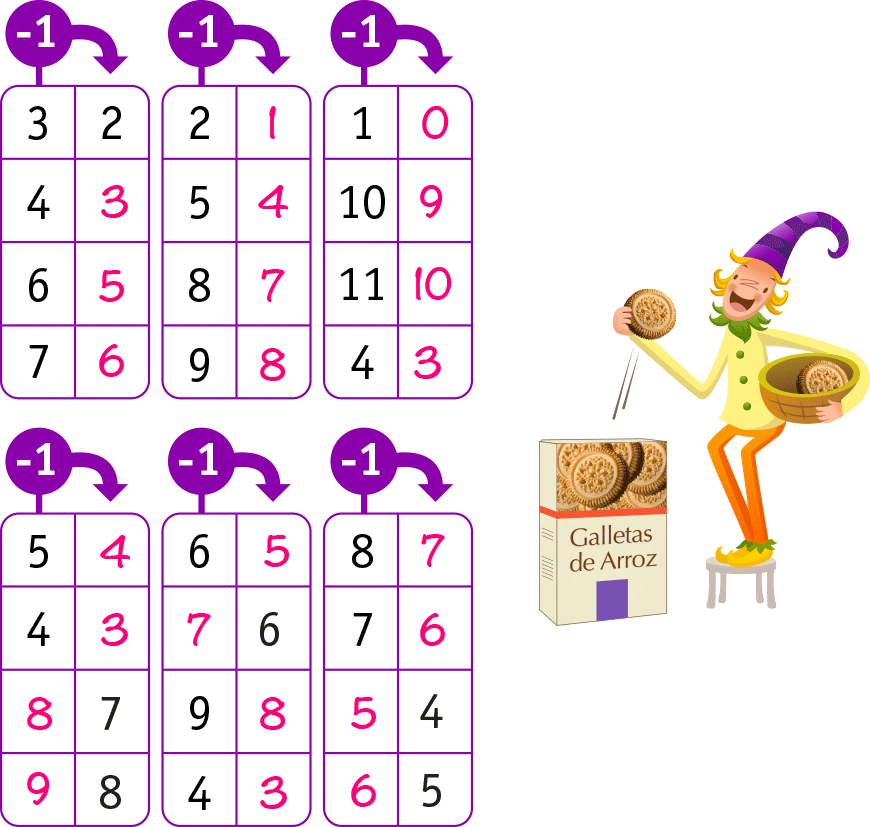 -1 -1 -1
3 2 2 1 1 0
4 3 5 4 10 9
6 5 8 7 11 10
7 6 9 8 4 3
-1 -1 -1
5 4 6 5 8 7
4 3 7 6 7 6
8 7 9 8 5 4
9 8 4 3 6 5
Galletas
de Arroz